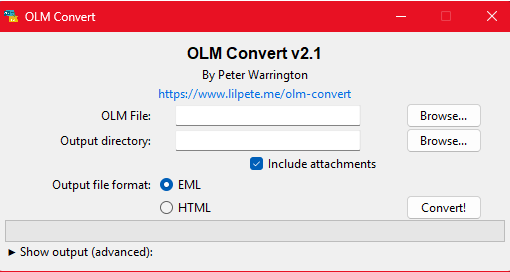 OLM Convert
OLM Convert v2.1
By Peter Warrington
https://www.lilpete.me/olm-convert
OLM File: Browse...
Output directory: Browse...
Include attachments
Output file format: EML
HTML Convert!
Show output (advanced):